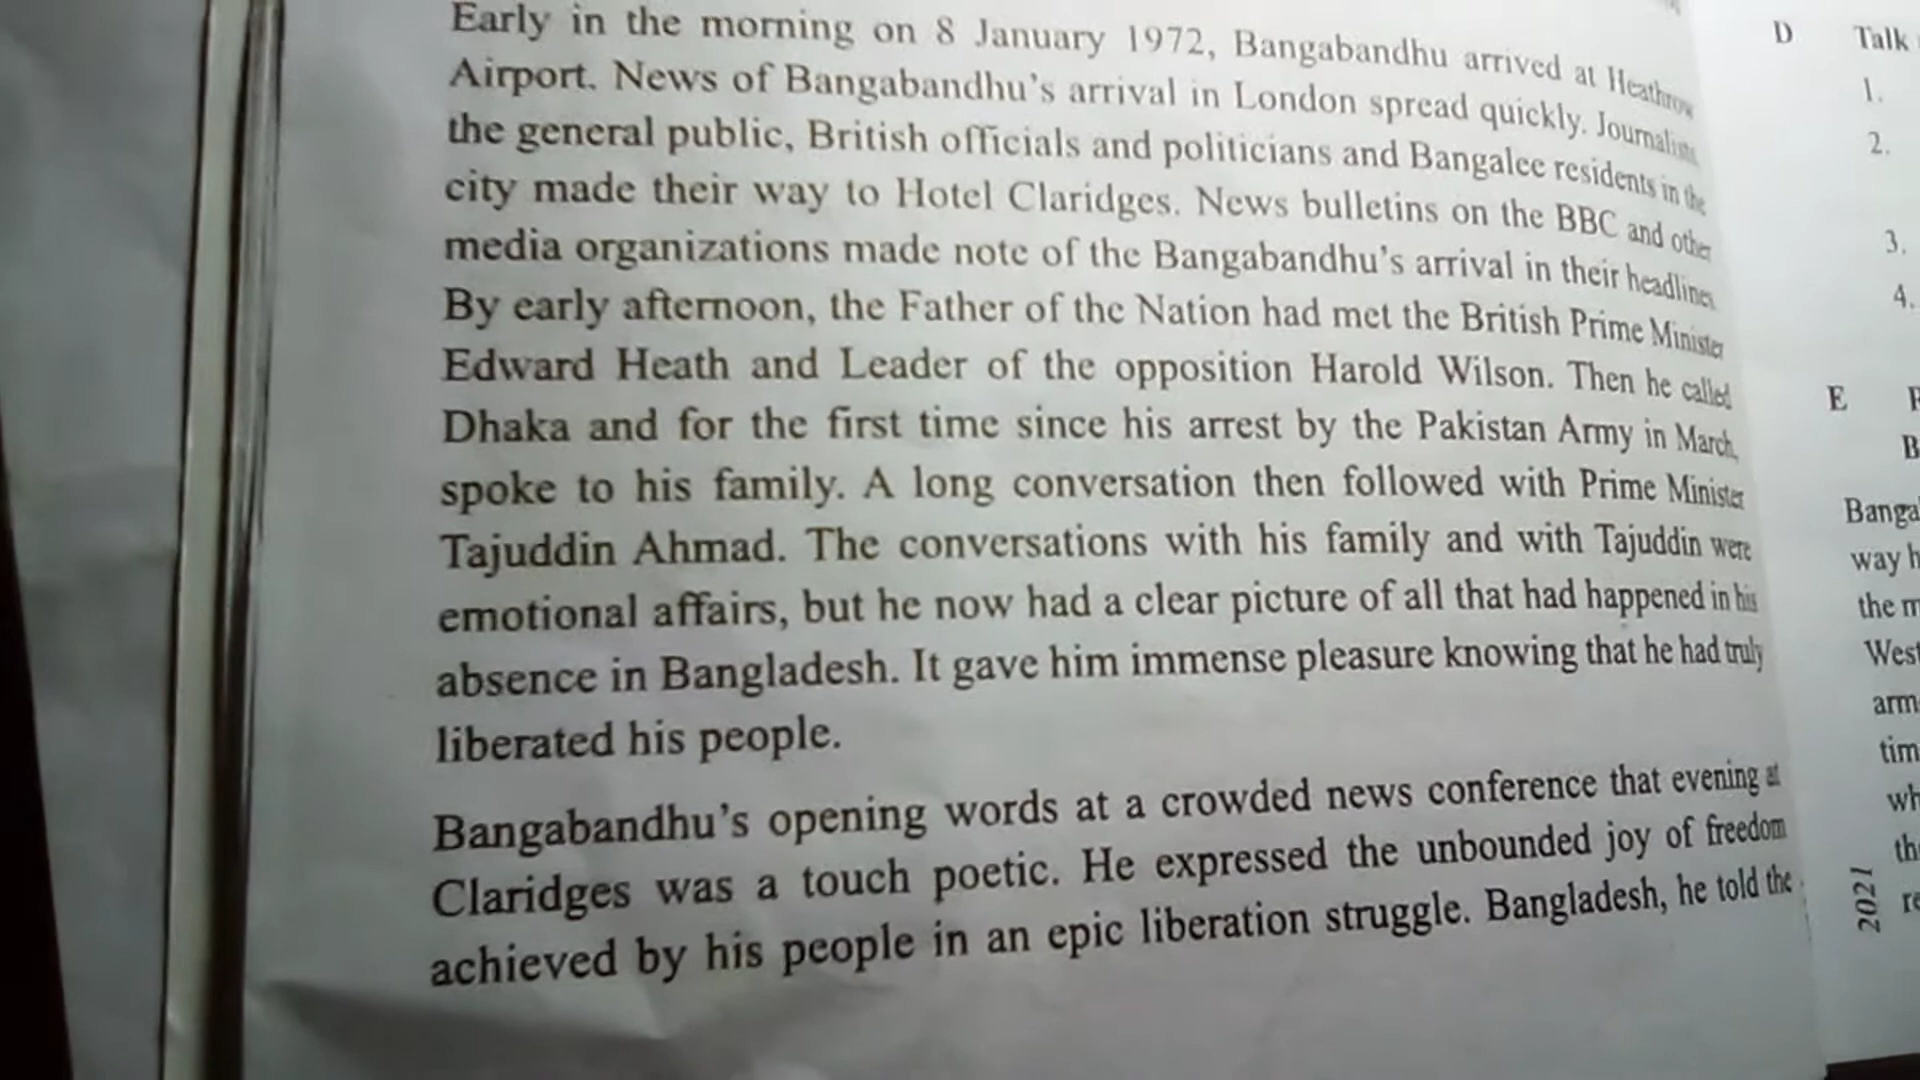 Early in the morning on 8 January 1972, Bangabandhu arrived at Heathrow
Airport. News of Bangabandhu's arrival in London spread quickly. Journalists,
the general public, British officials and politicians and Bangalee residents in the
city made their way to Hotel Claridges. News bulletins on the BBC and other
media organizations made note of the Bangabandhu's arrival in their headlines.
By early afternoon, the Father of the Nation had met the British Prime Minister
Edward Heath and Leader of the opposition Harold Wilson. Then he called
Dhaka and for the first time since his arrest by the Pakistan Army in March,
spoke to his family. A long conversation then followed with Prime Minister
Tajuddin Ahmad. The conversations with his family and with Tajuddin were
emotional affairs, but he now had a clear picture of all that had happened in his
absence in Bangladesh. It gave him immense pleasure knowing that he had truly
liberated his people.
Bangabandhu's opening words at a crowded news conference that evening at
Claridges was a touch poetic. He expressed the unbounded joy of freedom
achieved by his people in an epic liberation struggle. Bangladesh, he told the
D Talk
1.
2.
3.
4.
E
B
Banga
way h
the m
West
arm
tim
wh
th
re
2021